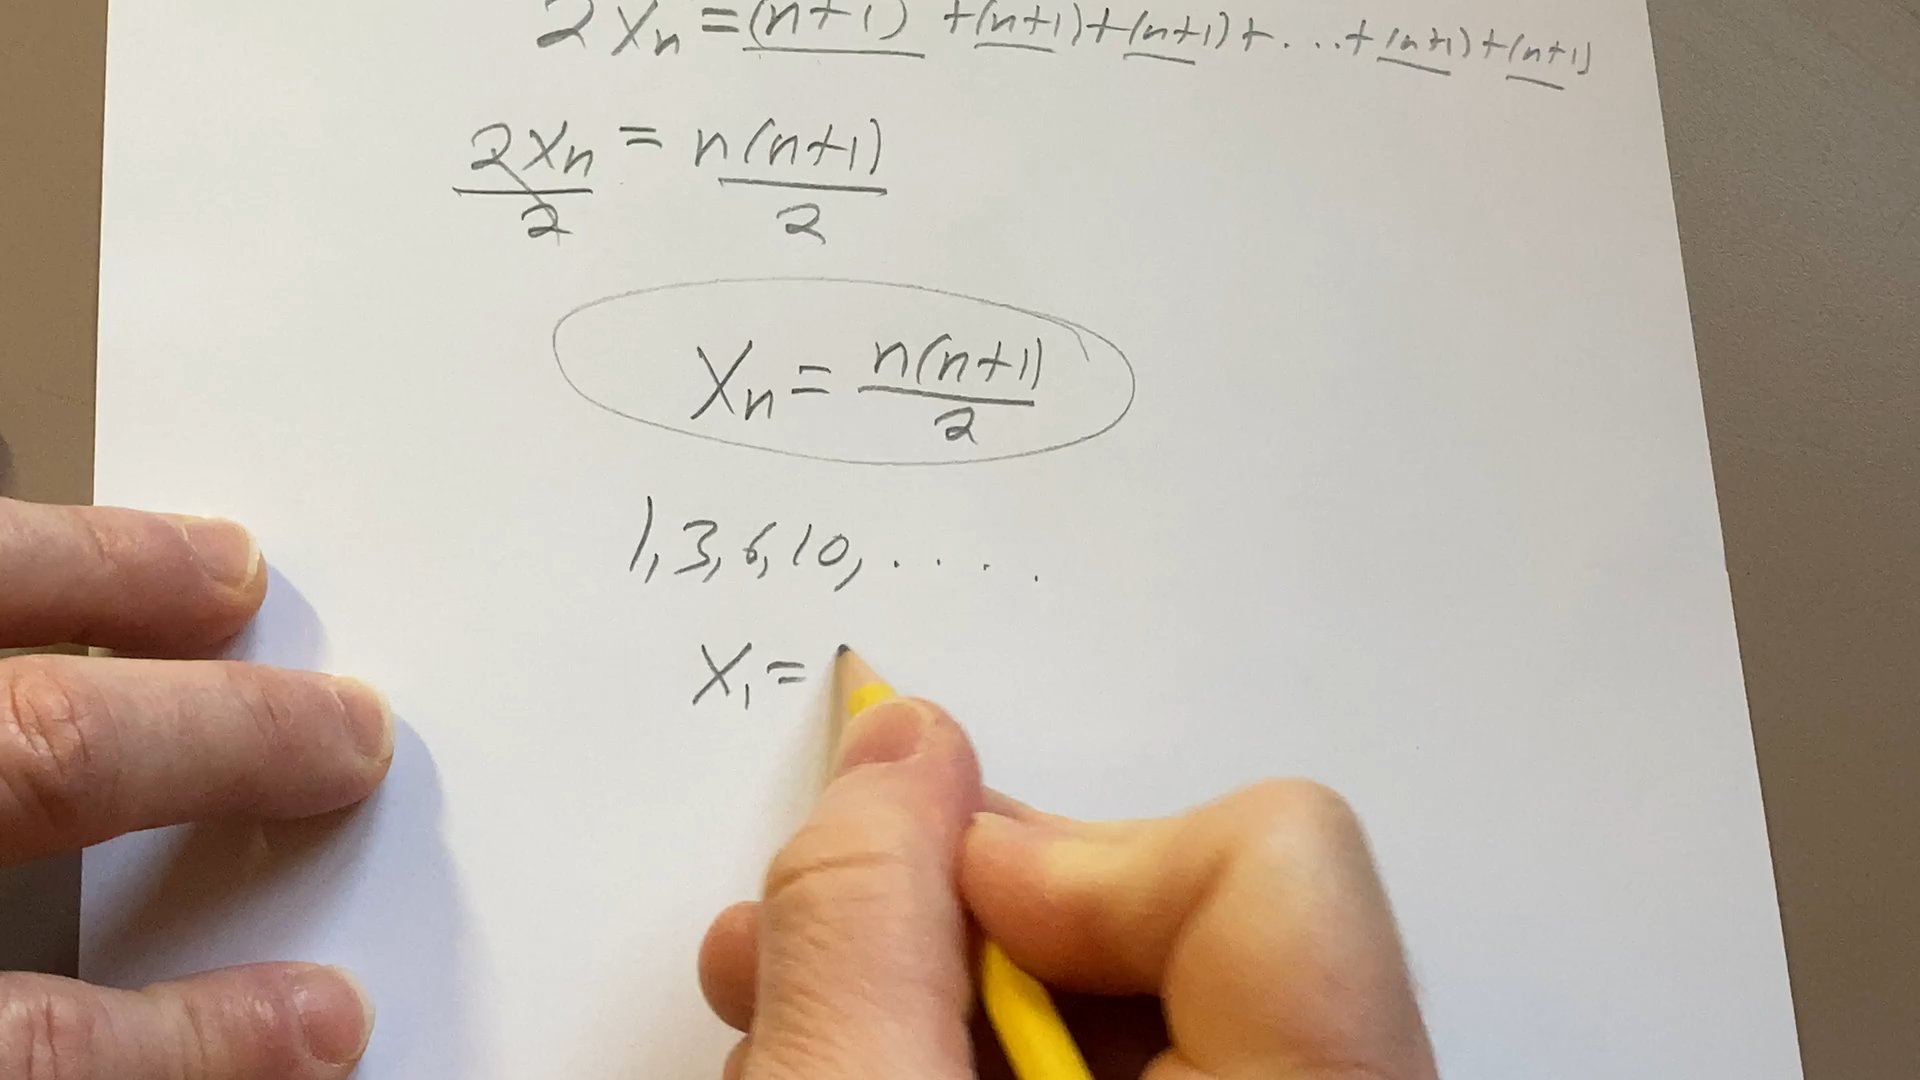 2Xn = (n+1) + (n+1) + (n+1) + . . . + (n+1) + (n+1)
2Xn/2 = n(n+1)/2
Xn = n(n+1)/2
1, 3, 6, 10, . . . .
X1 =